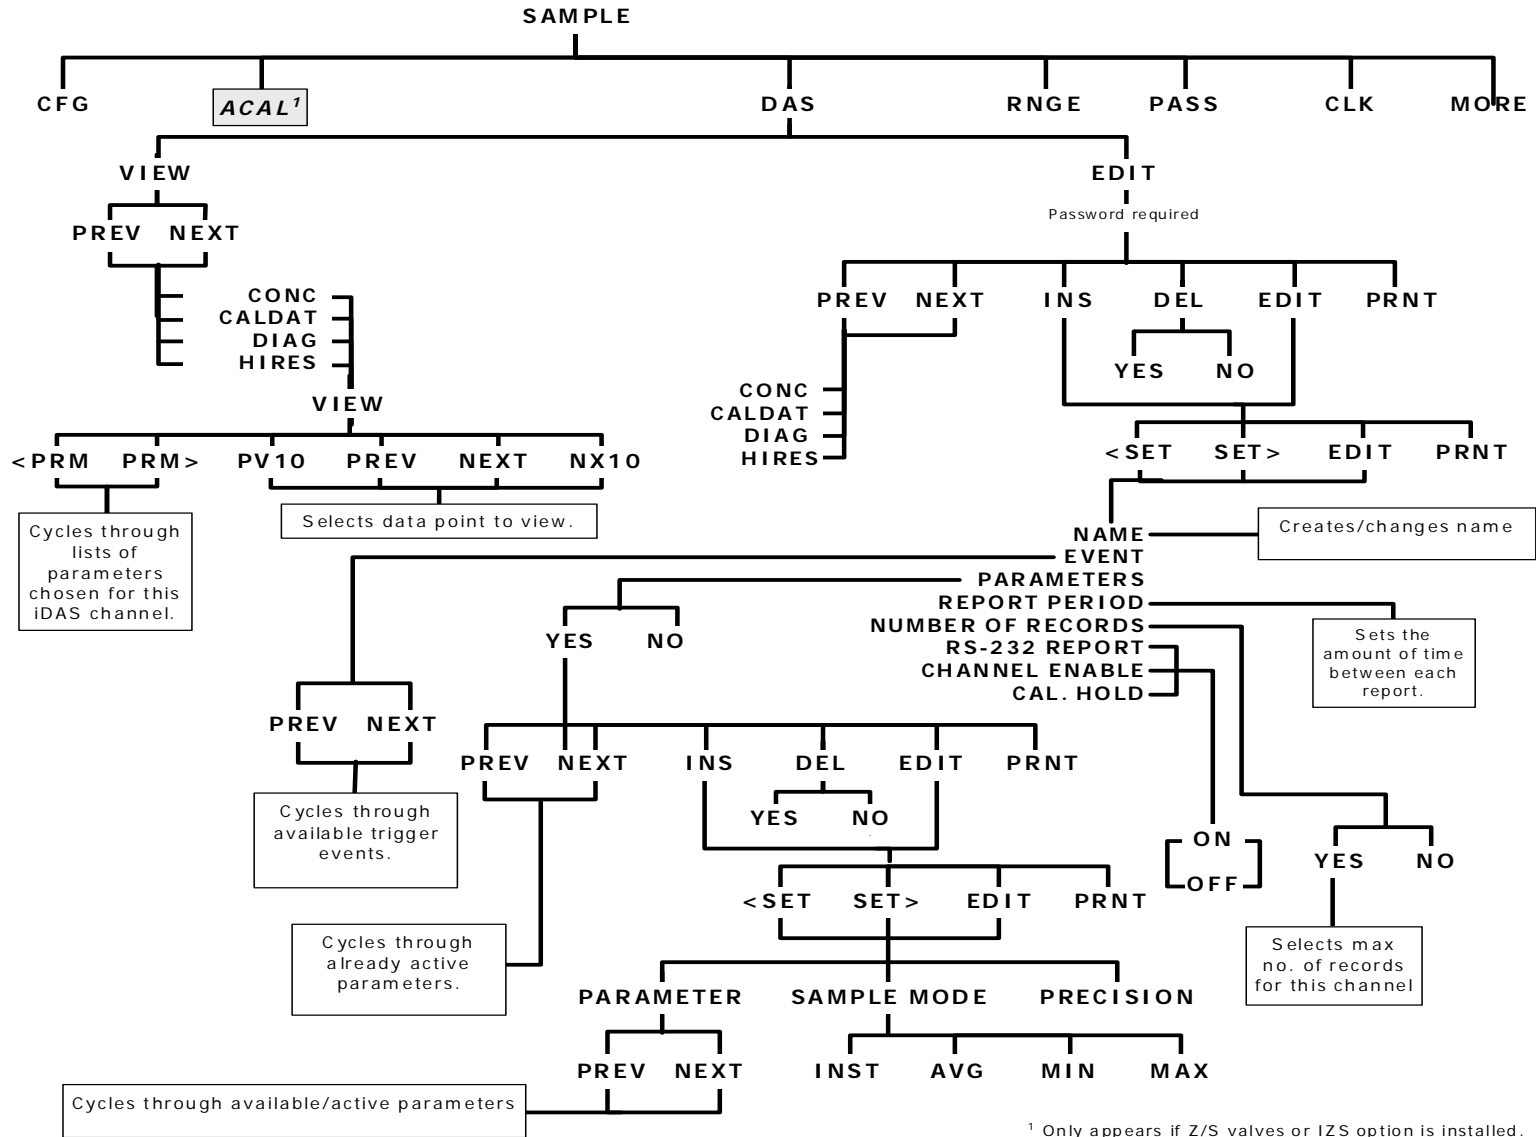 SAMPLE
CFG
ACAL¹
DAS
RNGE
PASS
CLK
MORE
VIEW
EDIT
Password required
PREV
NEXT
CONC
CALDAT
DIAG
HIRES
VIEW
<PRM
PRM>
PV10
PREV
NEXT
NX10
Cycles through
lists of
parameters
chosen for this
iDAS channel.
Selects data point to view.
PREV
NEXT
INS
DEL
EDIT
PRNT
YES
NO
CONC
CALDAT
DIAG
HIRES
<SET
SET>
EDIT
PRNT
NAME
Creates/changes name
EVENT
PARAMETERS
REPORT PERIOD
NUMBER OF RECORDS
RS-232 REPORT
CHANNEL ENABLE
CAL. HOLD
Sets the
amount of time
between each
report.
YES
NO
PREV
NEXT
Cycles through
available trigger
events.
PREV
NEXT
INS
DEL
EDIT
PRNT
YES
NO
Cycles through
already active
parameters.
<SET
SET>
EDIT
PRNT
ON
OFF
YES
NO
Selects max
no. of records
for this channel
PARAMETER
SAMPLE MODE
PRECISION
PREV
NEXT
INST
AVG
MIN
MAX
Cycles through available/active parameters
¹ Only appears if Z/S valves or IZS option is installed.